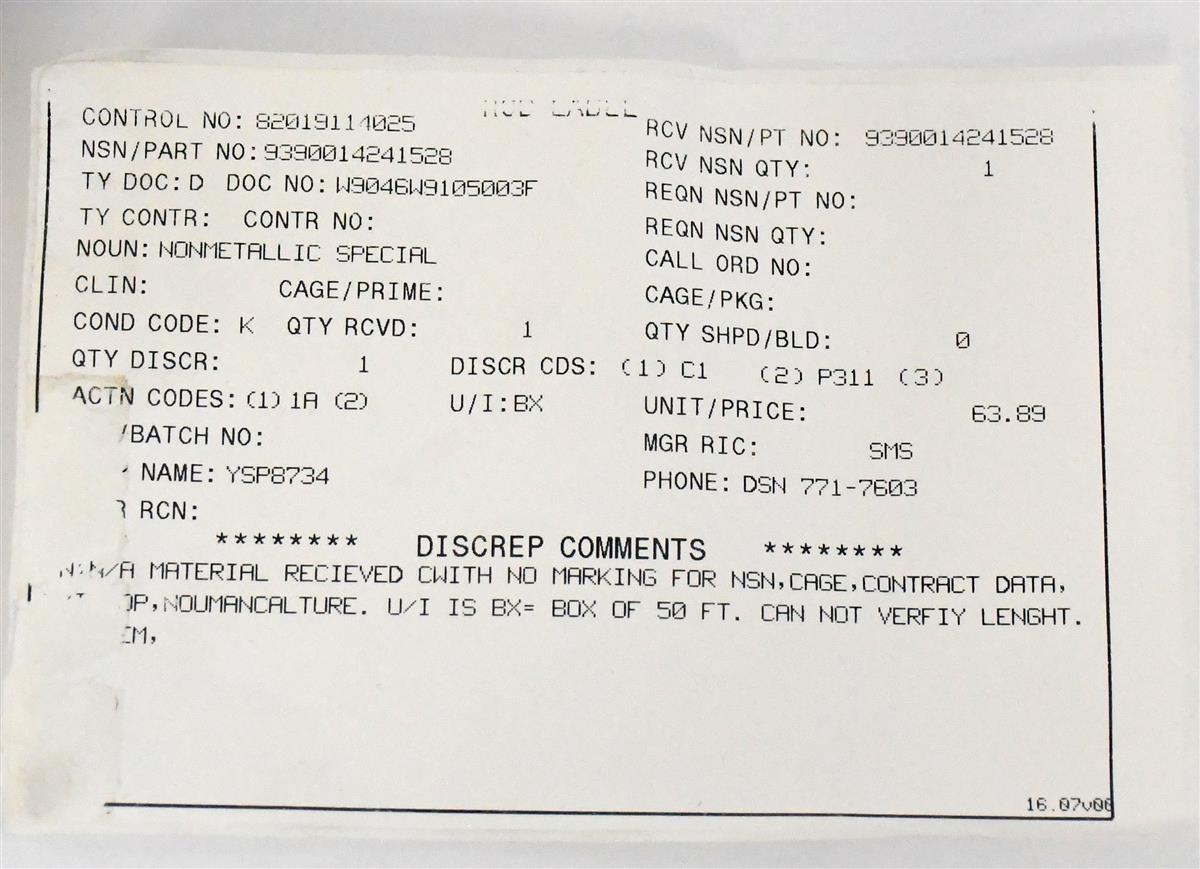 LABEL
CONTROL NO: 82019114025 RCV NSN/PT NO: 9390014241528
NSN/PART NO: 9390014241528 RCV NSN QTY: 1
TY DOC: D DOC NO: W9046W9105003F REQN NSN/PT NO:
TY CONTR: CONTR NO: REQN NSN QTY:
NOUN: NONMETALLIC SPECIAL CALL ORD NO:
CLIN: CAGE/PRIME: CAGE/PKG:
COND CODE: K QTY RCVD: 1 QTY SHPD/BLD: 0
QTY DISCR: 1 DISCR CDS: (1) C1 (2) P311 (3)
ACTN CODES: (1) 1A (2) U/I: BX UNIT/PRICE: 63.89
/BATCH NO: MGR RIC: SMS
NAME: YSP8734 PHONE: DSN 771-7603
RCN:
******** DISCREP COMMENTS ********
MATERIAL RECIEVED CWITH NO MARKING FOR NSN,CAGE,CONTRACT DATA,
NOUMANCALTURE. U/I IS BX= BOX OF 50 FT. CAN NOT VERFIY LENGHT.
16.07v06